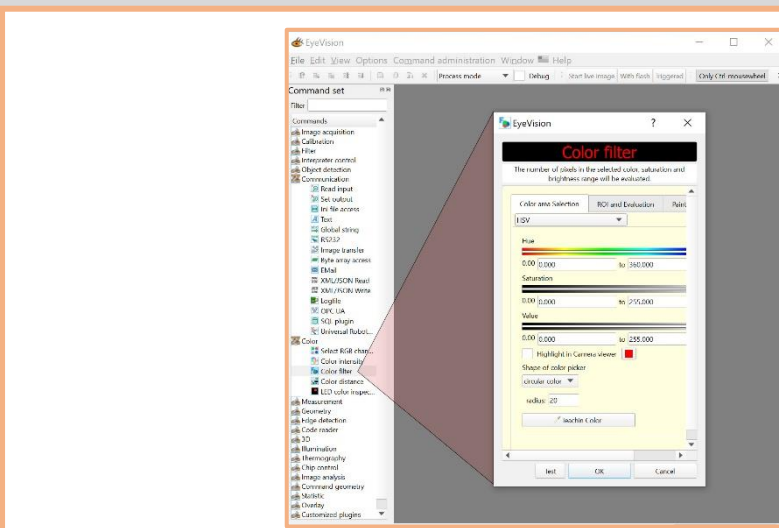 EyeVision
File Edit View Options Command administration Window Help
Process mode Debug Start live image With flash Triggered Only Ctrl mousewheel
Command set
Filter
Commands
Image acquisition
Calibration
Filter
Interpreter control
Object detection
Communication
Read input
Set output
Ini file access
Text
Global string
RS232
Image transfer
Byte array access
EMail
XML/JSON Read
XML/JSON Write
Logfile
OPC UA
SQL plugin
Universal Robot...
Color
Select RGB chan...
Color intensity
Color filter
Color distance
LED color inspec...
Measurement
Geometry
Edge detection
Code reader
3D
Illumination
Thermography
Chip control
Image analysis
Command geometry
Statistic
Overlay
Customized plugins
EyeVision ?
Color filter
The number of pixels in the selected color, saturation and
brightness range will be evaluated.
Color area Selection ROI and Evaluation
HSV
Hue
0.00 0.000 to 360.000
Saturation
0.00 0.000 to 255.000
Value
0.00 0.000 to 255.000
Highlight in Camera viewer
Shape of color picker
circular color
radius: 20
Teachin Color
Test OK Cancel